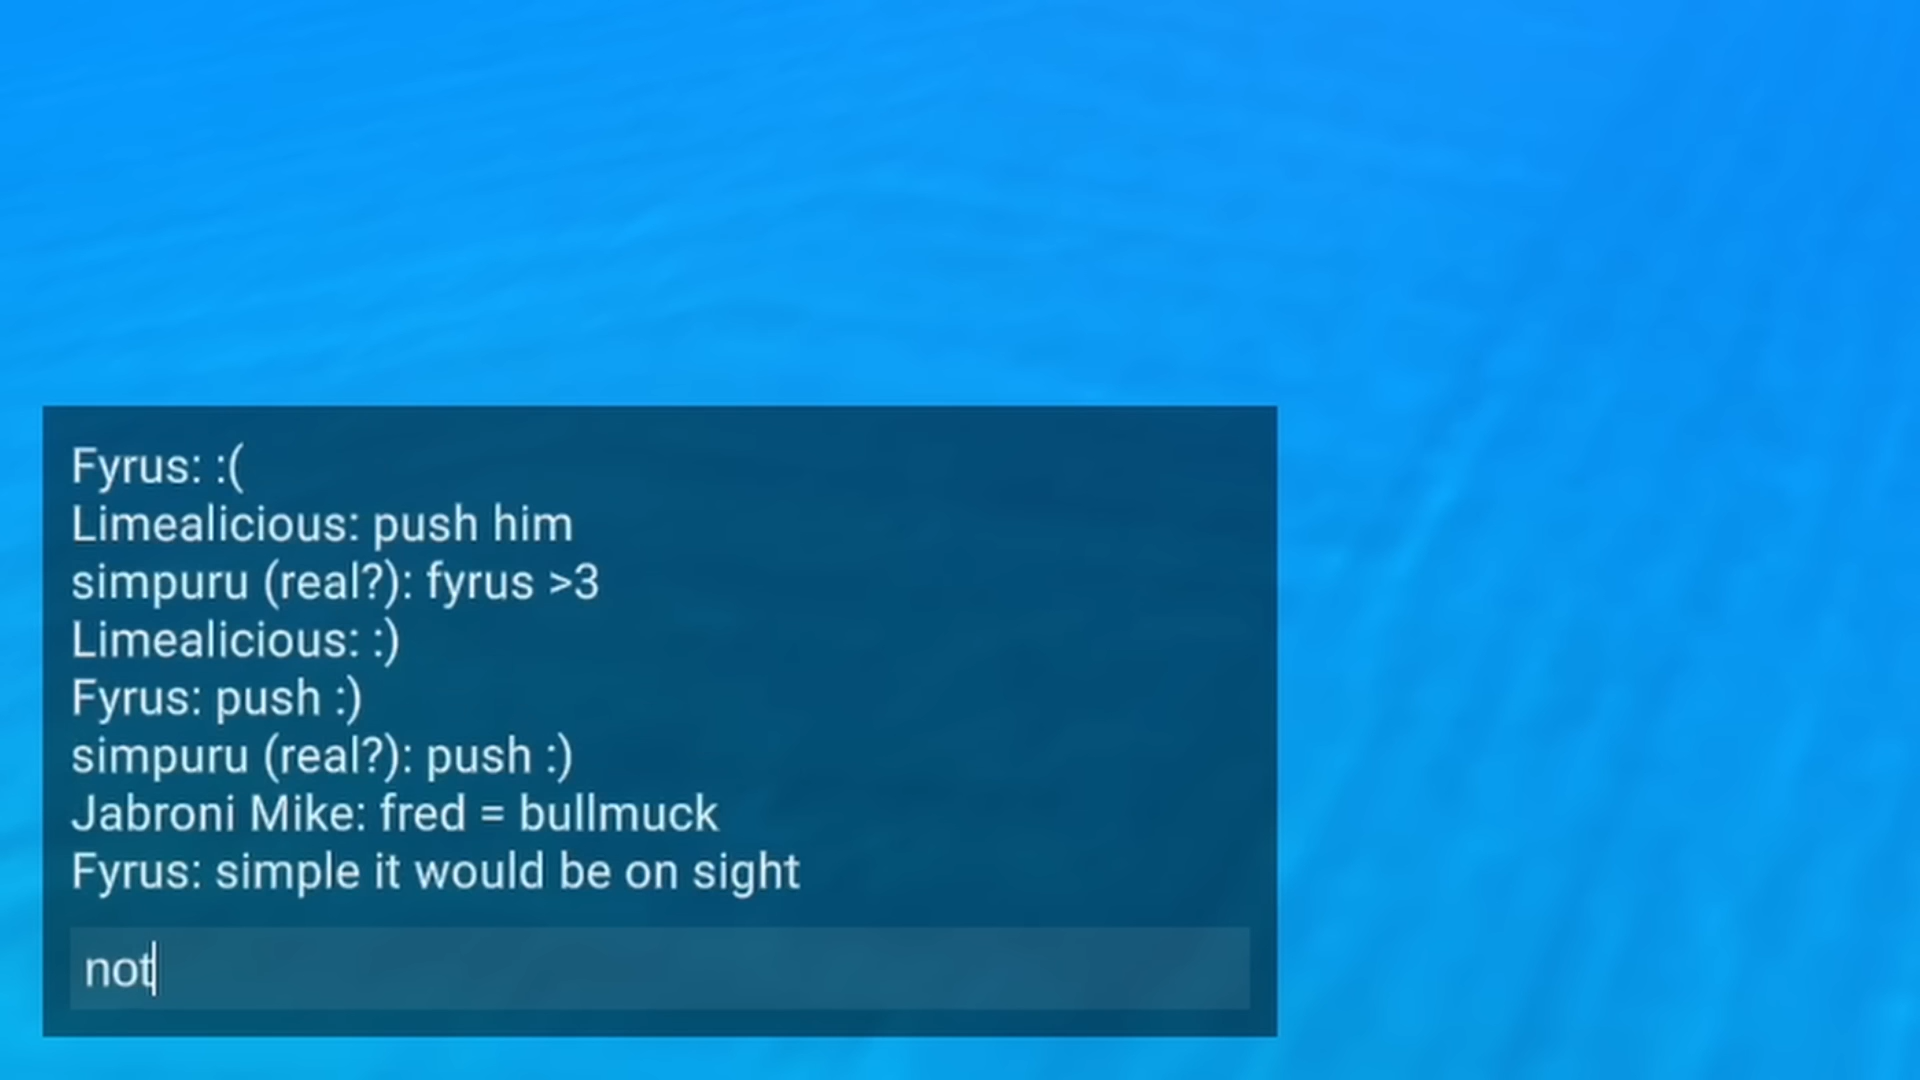 Fyrus: :(
Limealicious: push him
simpuru (real?): fyrus >3
Limealicious: :)
Fyrus: push :)
simpuru (real?): push :)
Jabroni Mike: fred = bullmuck
Fyrus: simple it would be on sight
not